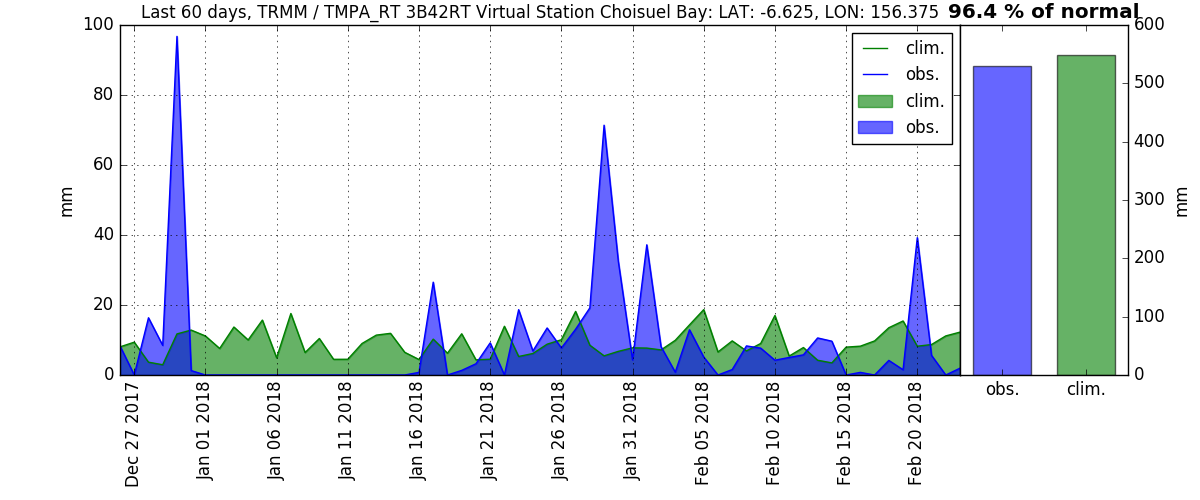 Last 60 days, TRMM / TMPA_RT 3B42RT Virtual Station Choisuel Bay: LAT: -6.625, LON: 156.375
96.4 % of normal
100
80
60
40
20
0
mm
clim.
obs.
clim.
obs.
Dec 27 2017
Jan 01 2018
Jan 06 2018
Jan 11 2018
Jan 16 2018
Jan 21 2018
Jan 26 2018
Jan 31 2018
Feb 05 2018
Feb 10 2018
Feb 15 2018
Feb 20 2018
600
500
400
300
200
100
0
mm
obs.
clim.